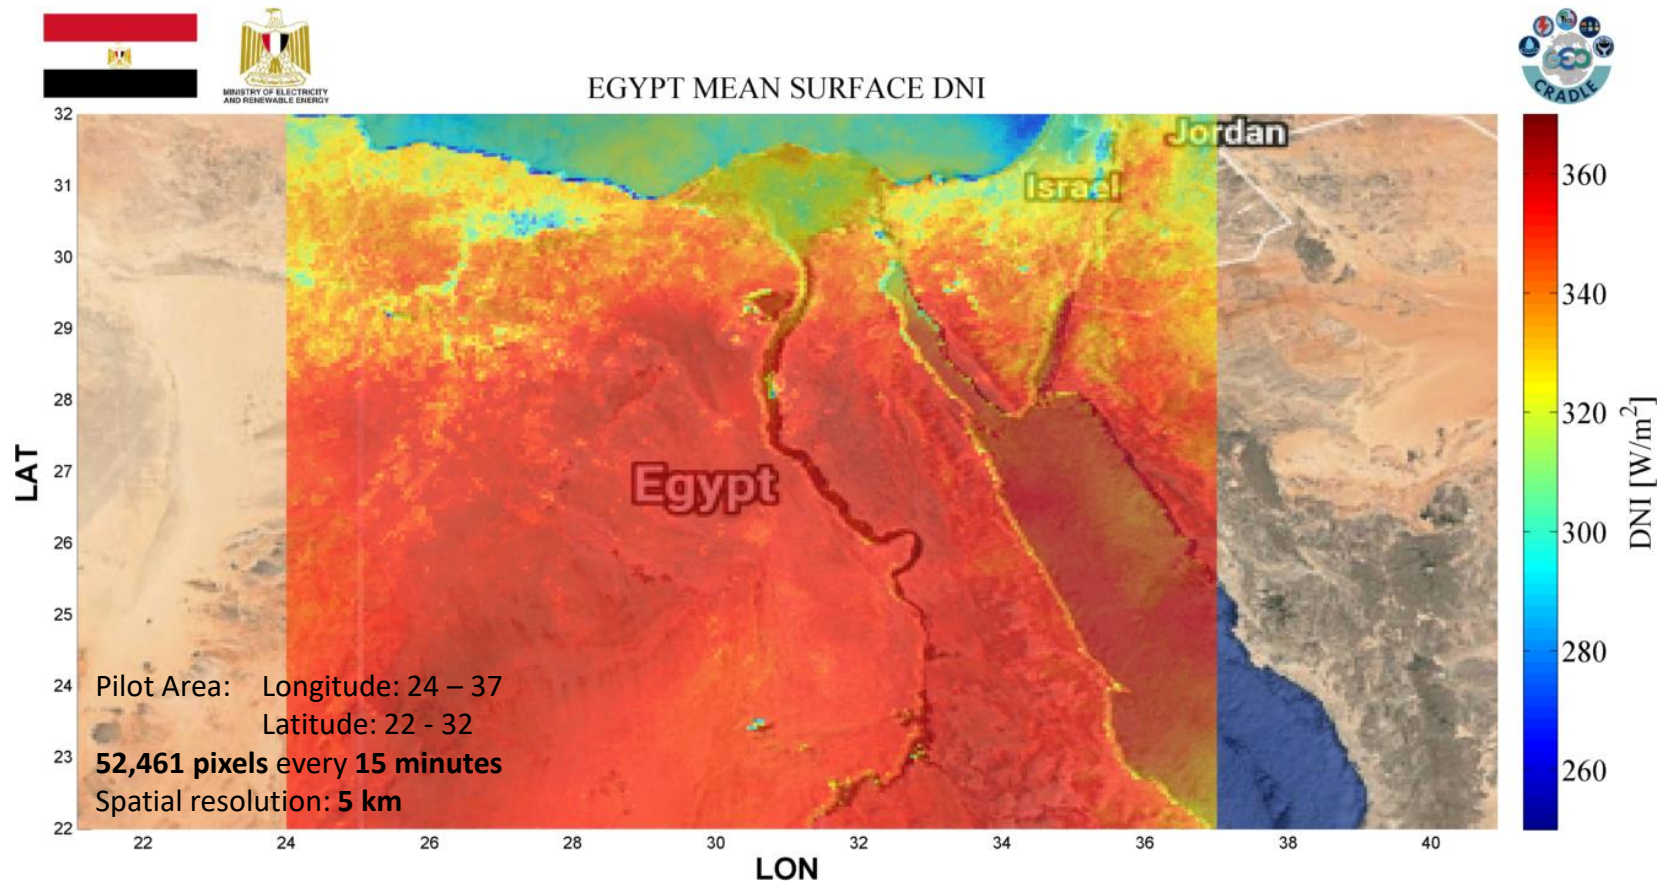 MINISTRY OF ELECTRICITY
AND RENEWABLE ENERGY
EGYPT MEAN SURFACE DNI
GEO
CRADLE
32
31
30
29
28
27
26
25
24
23
22
LAT
Jordan
Israel
Egypt
Pilot Area: Longitude: 24 – 37
Latitude: 22 - 32
52,461 pixels every 15 minutes
Spatial resolution: 5 km
22 24 26 28 30 32 34 36 38 40
LON
360
340
320
300
280
260
DNI [W/m²]